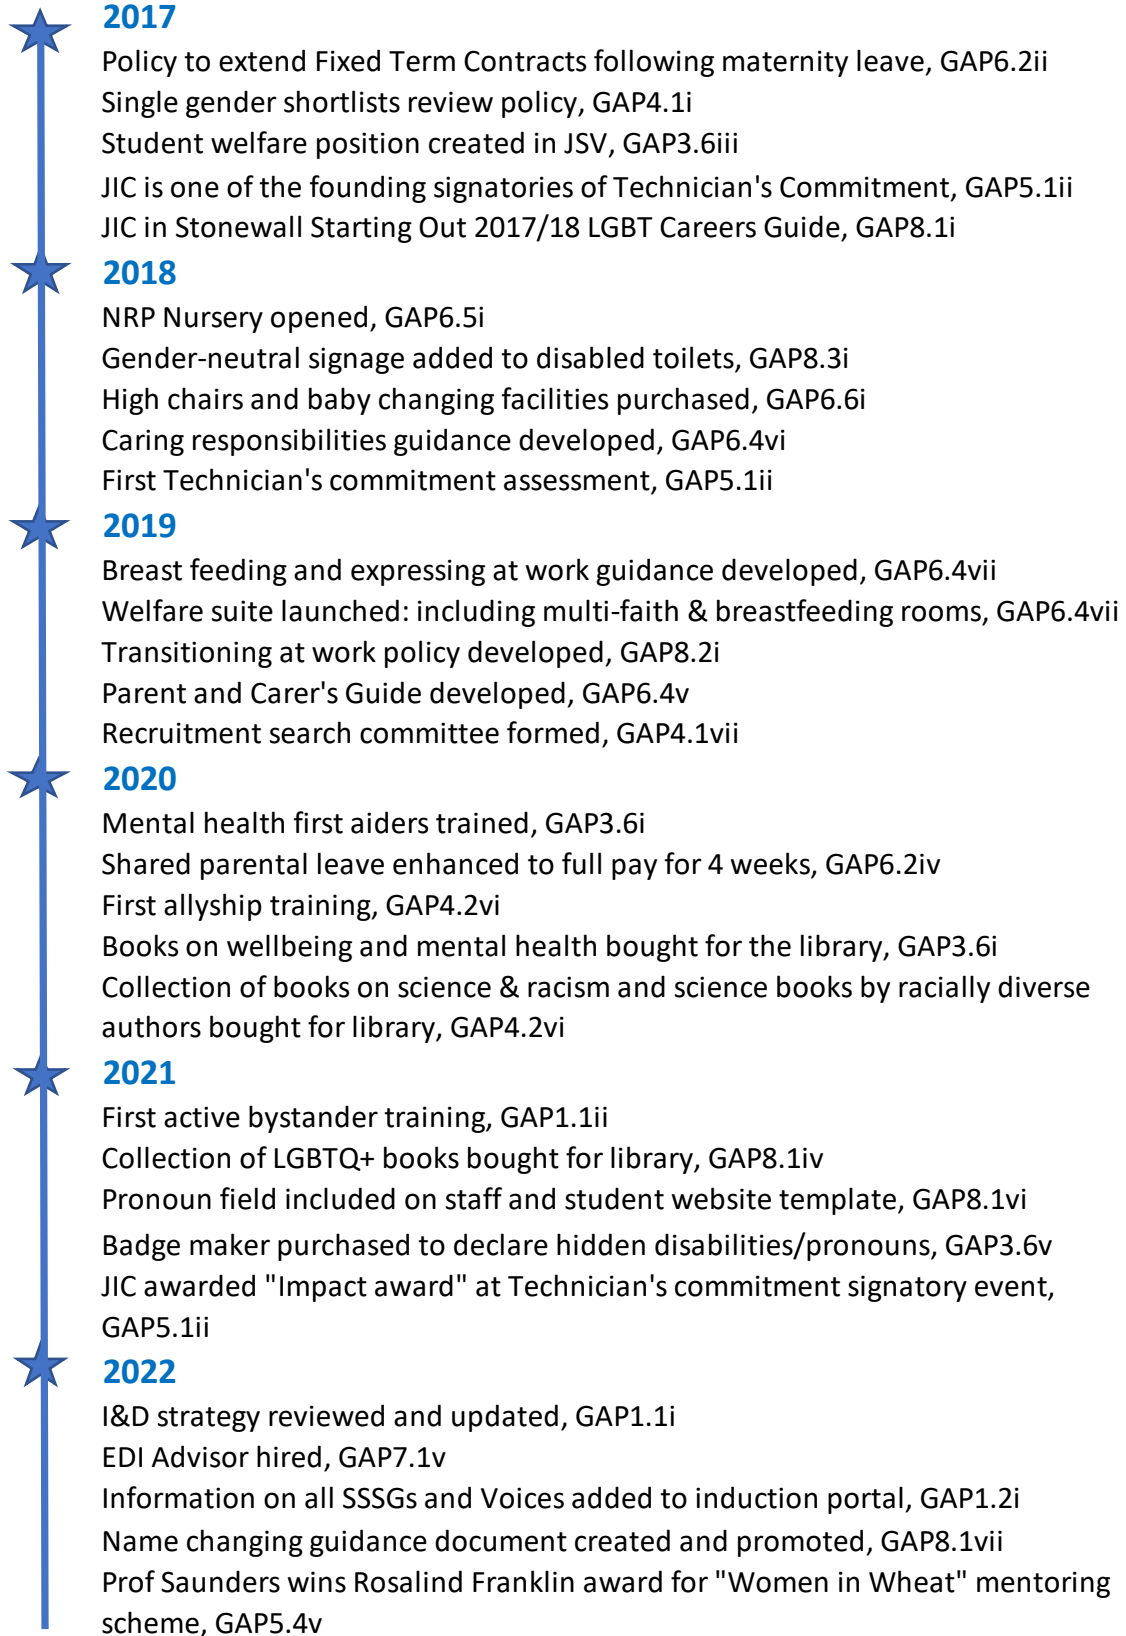 2017
Policy to extend Fixed Term Contracts following maternity leave, GAP6.2ii
Single gender shortlists review policy, GAP4.1i
Student welfare position created in JSV, GAP3.6iii
JIC is one of the founding signatories of Technician's Commitment, GAP5.1ii
JIC in Stonewall Starting Out 2017/18 LGBT Careers Guide, GAP8.1i
2018
NRP Nursery opened, GAP6.5i
Gender-neutral signage added to disabled toilets, GAP8.3i
High chairs and baby changing facilities purchased, GAP6.6i
Caring responsibilities guidance developed, GAP6.4vi
First Technician's commitment assessment, GAP5.1ii
2019
Breast feeding and expressing at work guidance developed, GAP6.4vii
Welfare suite launched: including multi-faith & breastfeeding rooms, GAP6.4vii
Transitioning at work policy developed, GAP8.2i
Parent and Carer's Guide developed, GAP6.4v
Recruitment search committee formed, GAP4.1vii
2020
Mental health first aiders trained, GAP3.6i
Shared parental leave enhanced to full pay for 4 weeks, GAP6.2iv
First allyship training, GAP4.2vi
Books on wellbeing and mental health bought for the library, GAP3.6i
Collection of books on science & racism and science books by racially diverse
authors bought for library, GAP4.2vi
2021
First active bystander training, GAP1.1ii
Collection of LGBTQ+ books bought for library, GAP8.1iv
Pronoun field included on staff and student website template, GAP8.1vi
Badge maker purchased to declare hidden disabilities/pronouns, GAP3.6v
JIC awarded "Impact award" at Technician's commitment signatory event,
GAP5.1ii
2022
I&D strategy reviewed and updated, GAP1.1i
EDI Advisor hired, GAP7.1v
Information on all SSSGs and Voices added to induction portal, GAP1.2i
Name changing guidance document created and promoted, GAP8.1vii
Prof Saunders wins Rosalind Franklin award for "Women in Wheat" mentoring
scheme, GAP5.4v